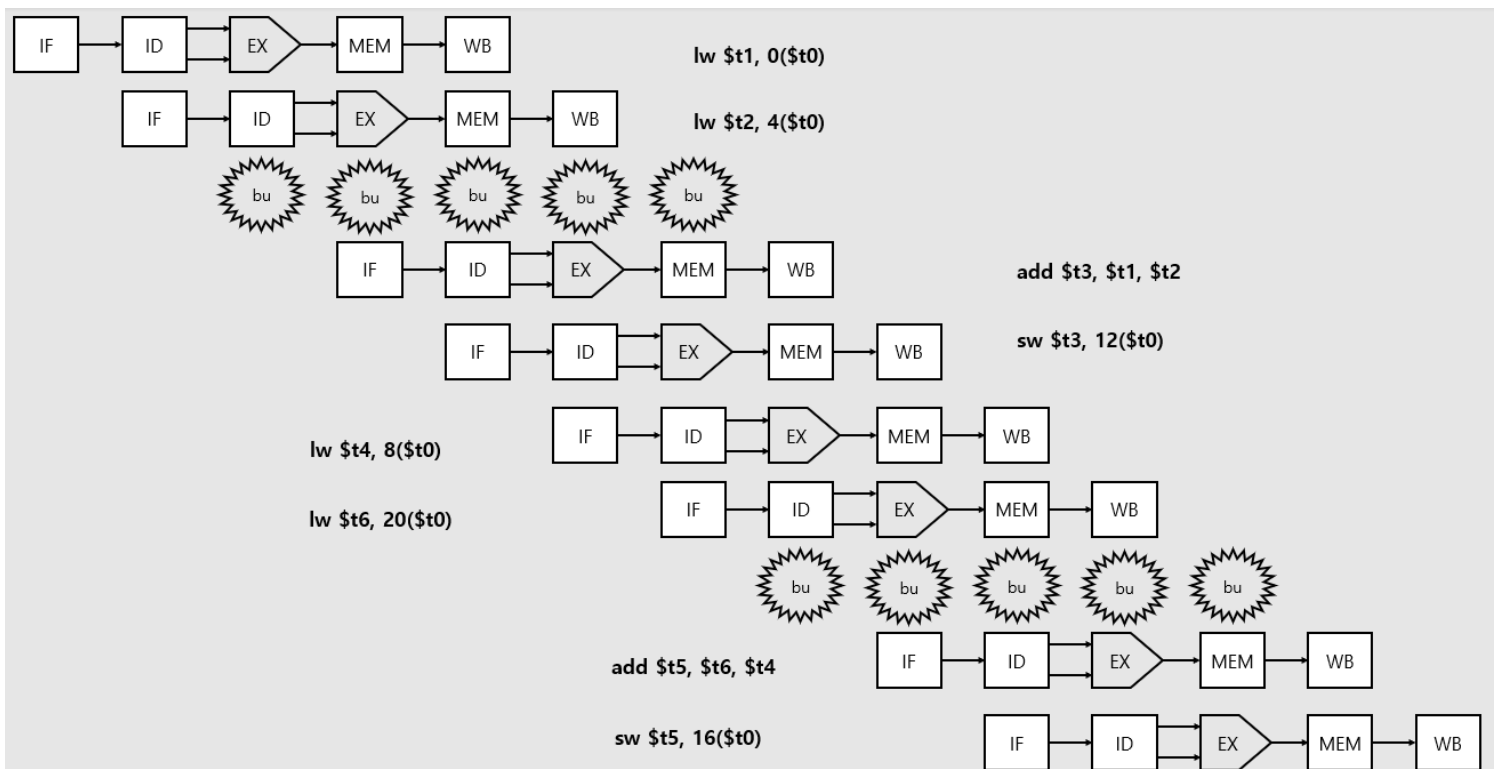 IF ID EX MEM WB lw $t1, 0($t0)
IF ID EX MEM WB lw $t2, 4($t0)
bu bu bu bu bu
IF ID EX MEM WB add $t3, $t1, $t2
IF ID EX MEM WB sw $t3, 12($t0)
lw $t4, 8($t0) IF ID EX MEM WB
lw $t6, 20($t0) IF ID EX MEM WB
bu bu bu bu bu
add $t5, $t6, $t4 IF ID EX MEM WB
sw $t5, 16($t0) IF ID EX MEM WB